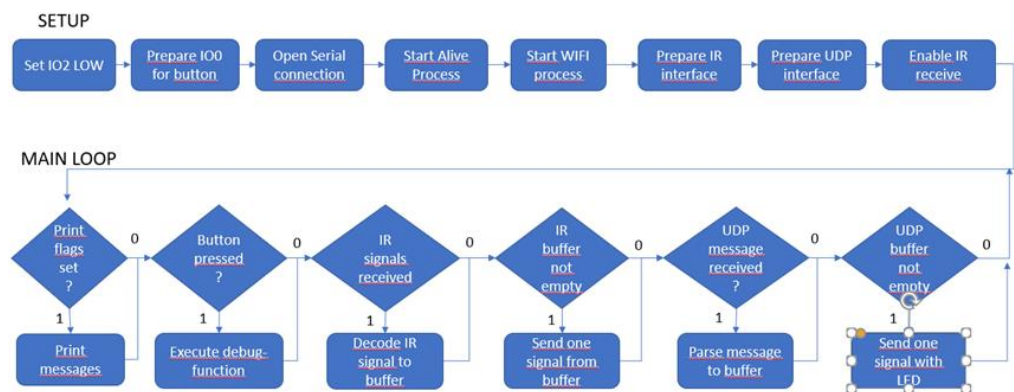 SETUP
Set IO2 LOW
Prepare IO0
for button
Open Serial
connection
Start Alive
Process
Start WIFI
process
Prepare IR
interface
Prepare UDP
interface
Enable IR
receive
MAIN LOOP
Print
flags
set
?
0
Button
pressed
?
0
IR
signals
received
0
IR
buffer
not
empty
0
UDP
message
received
?
0
UDP
buffer
not
empty
0
1
1
1
1
1
1
Print
messages
Execute debug-
function
Decode IR
signal to
buffer
Send one
signal from
buffer
Parse message
to buffer
Send one
signal with
LED